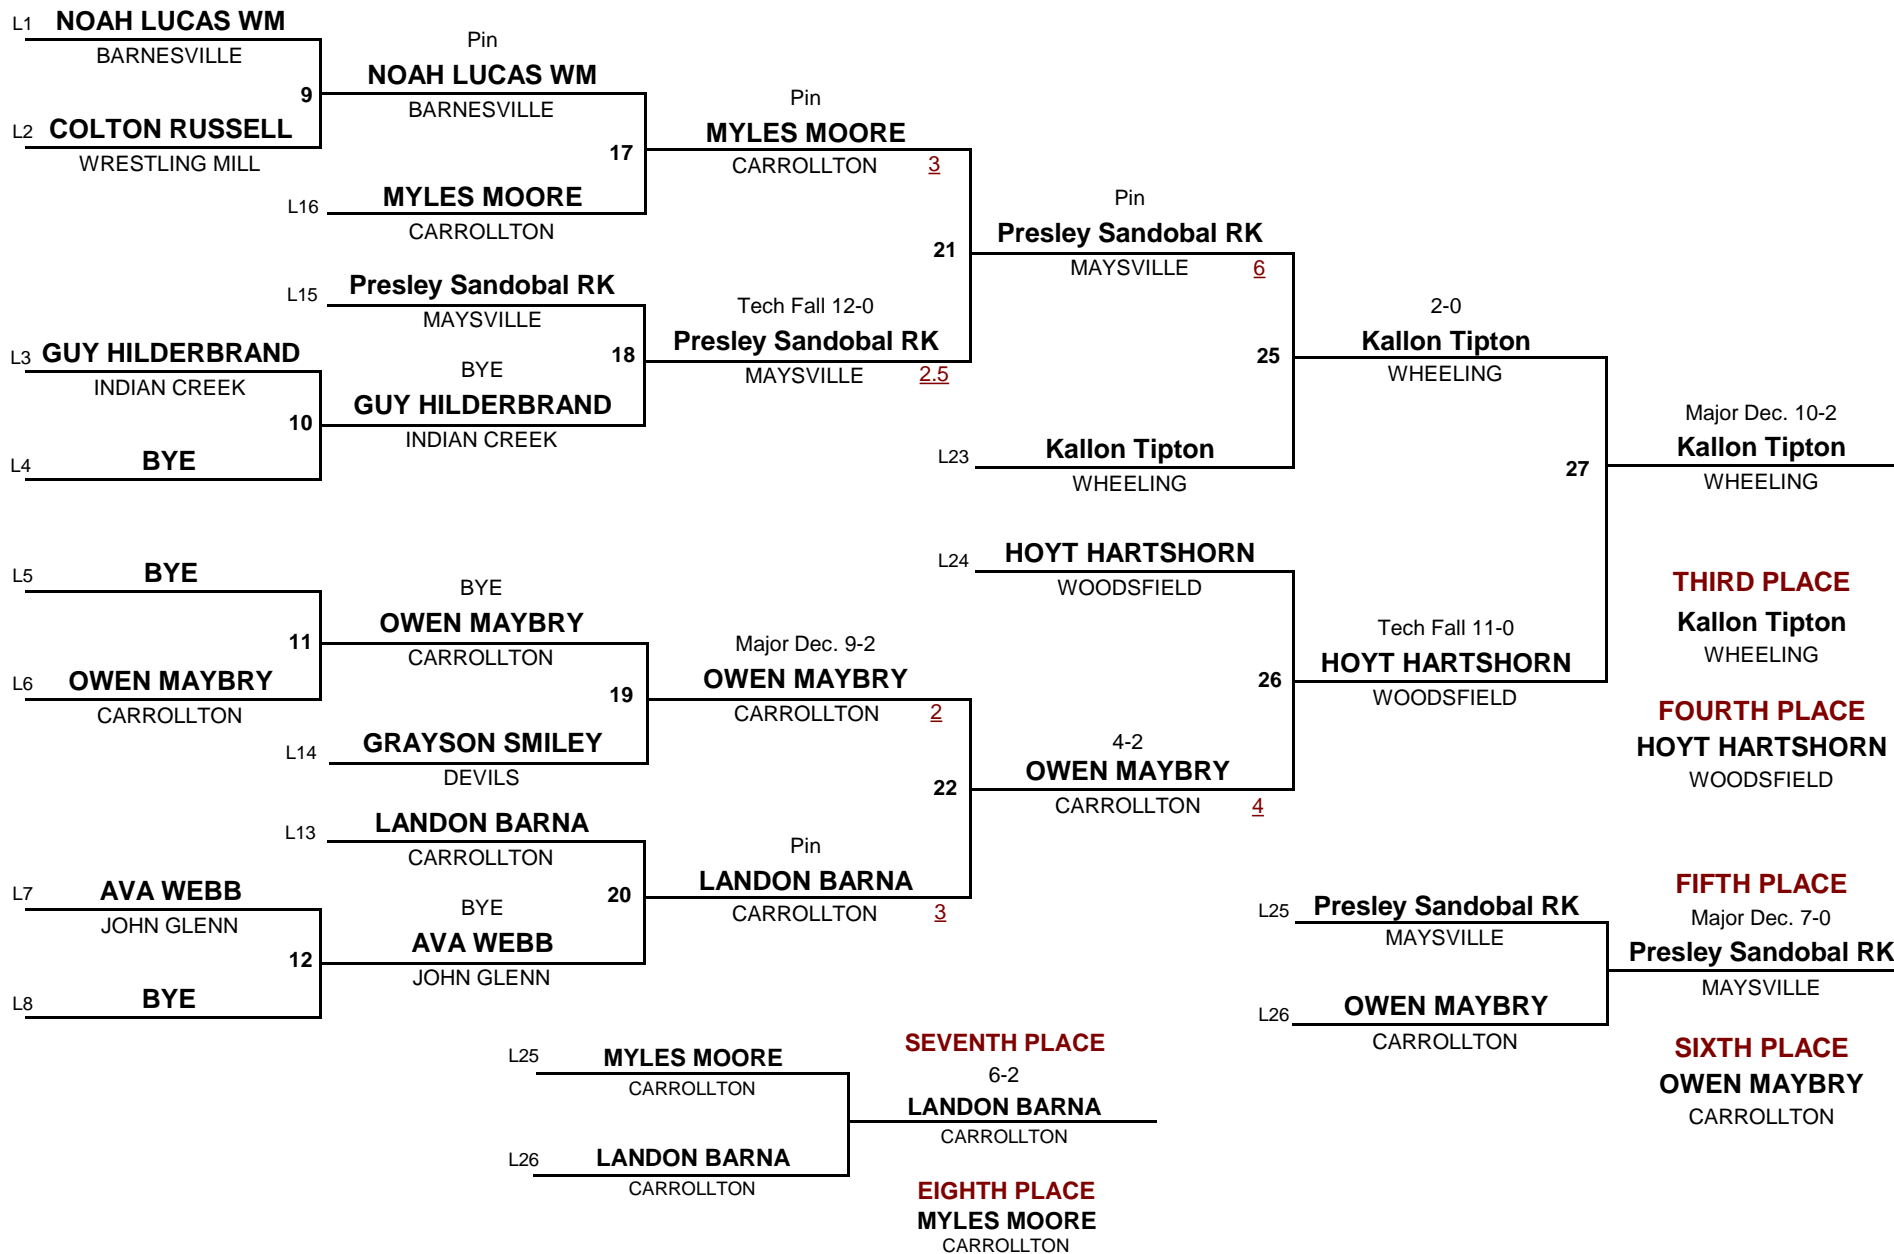 L1 NOAH LUCAS WM
BARNESVILLE
9
L2 COLTON RUSSELL
WRESTLING MILL
Pin
NOAH LUCAS WM
BARNESVILLE
17
L16 MYLES MOORE
CARROLLTON
Pin
MYLES MOORE
CARROLLTON 3
21
L15 Presley Sandobal RK
MAYSVILLE
18
L3 GUY HILDERBRAND
INDIAN CREEK
10
L4 BYE
BYE
GUY HILDERBRAND
INDIAN CREEK
Tech Fall 12-0
Presley Sandobal RK
MAYSVILLE 2.5
Pin
Presley Sandobal RK
MAYSVILLE 6
25
L23 Kallon Tipton
WHEELING
2-0
Kallon Tipton
WHEELING
27
Major Dec. 10-2
Kallon Tipton
WHEELING
L5 BYE
11
L6 OWEN MAYBRY
CARROLLTON
BYE
OWEN MAYBRY
CARROLLTON
19
L14 GRAYSON SMILEY
DEVILS
Major Dec. 9-2
OWEN MAYBRY
CARROLLTON 2
22
L13 LANDON BARNA
CARROLLTON
20
L7 AVA WEBB
JOHN GLENN
12
L8 BYE
BYE
AVA WEBB
JOHN GLENN
Pin
LANDON BARNA
CARROLLTON 3
L24 HOYT HARTSHORN
WOODSFIELD
26
4-2
OWEN MAYBRY
CARROLLTON 4
Tech Fall 11-0
HOYT HARTSHORN
WOODSFIELD
THIRD PLACE
Kallon Tipton
WHEELING
FOURTH PLACE
HOYT HARTSHORN
WOODSFIELD
L25 Presley Sandobal RK
MAYSVILLE
L26 OWEN MAYBRY
CARROLLTON
FIFTH PLACE
Major Dec. 7-0
Presley Sandobal RK
MAYSVILLE
SIXTH PLACE
OWEN MAYBRY
CARROLLTON
L25 MYLES MOORE
CARROLLTON
L26 LANDON BARNA
CARROLLTON
SEVENTH PLACE
6-2
LANDON BARNA
CARROLLTON
EIGHTH PLACE
MYLES MOORE
CARROLLTON